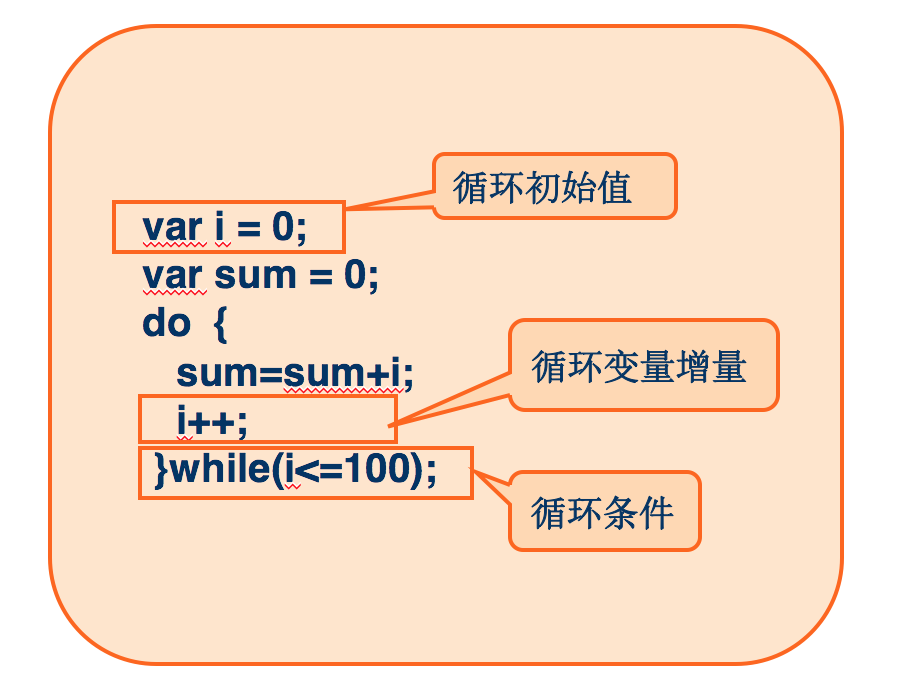 循环初始值
var i = 0;
var sum = 0;
do {
循环变量增量
sum=sum+i;
i++;
}while(i<=100);
循环条件